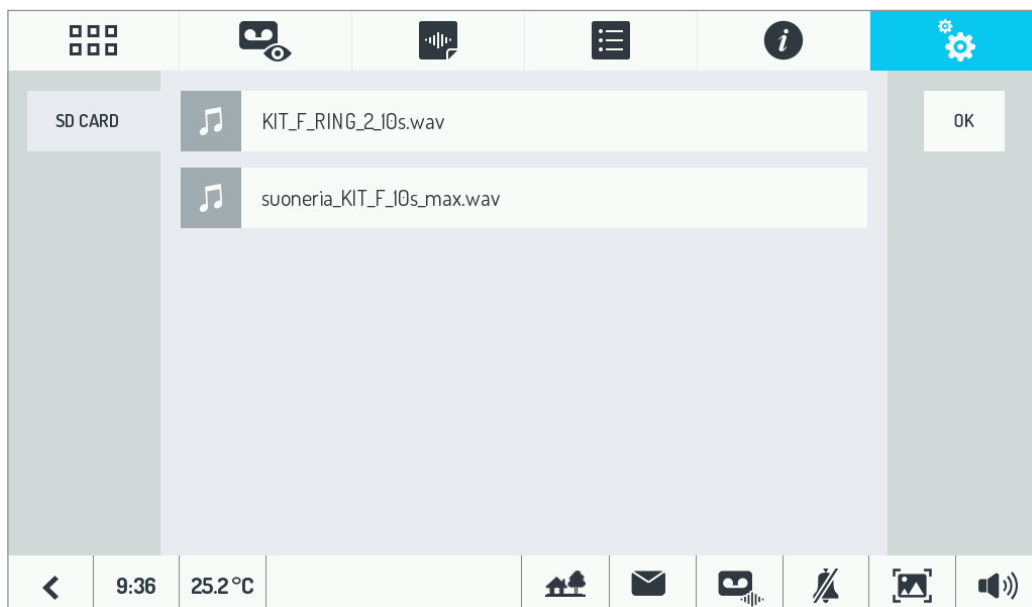 SD CARD
KIT_F_RING_2_10s.wav
OK
suoneria_KIT_F_10s_max.wav
9:36
25.2 °C